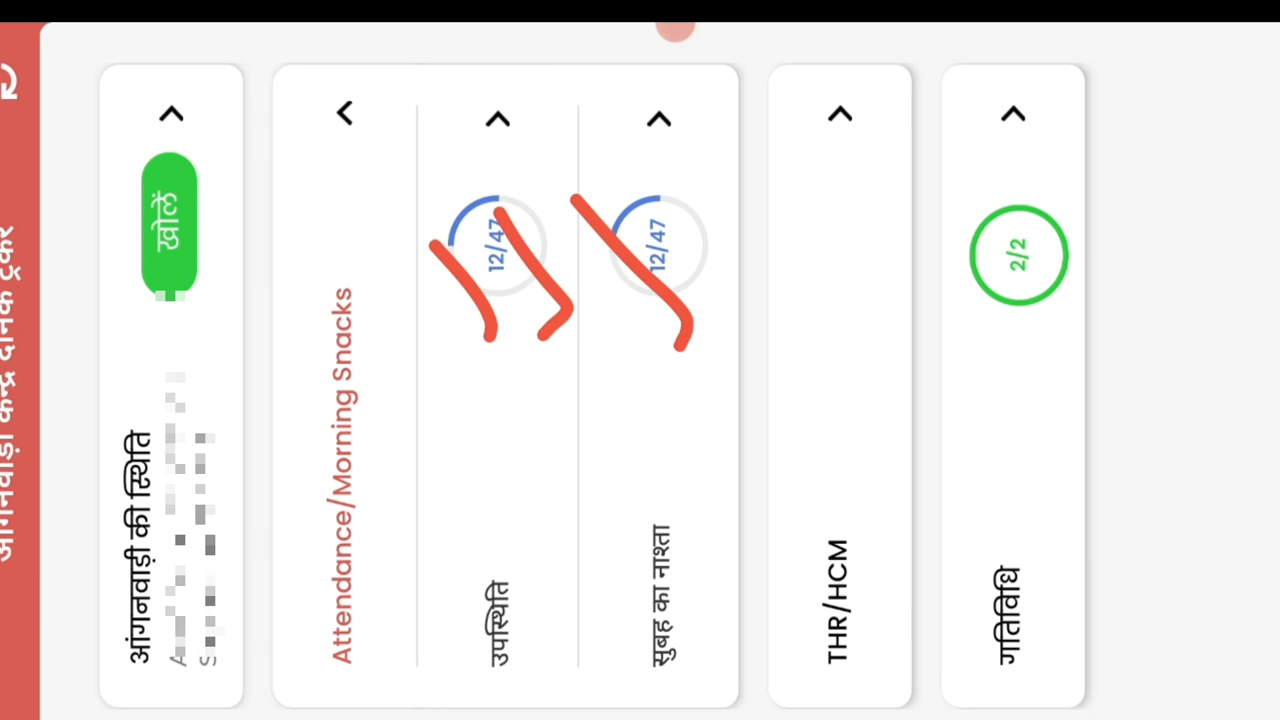 आंगनवाड़ी केन्द्र दैनिक ट्रैकर
आंगनवाड़ी की स्थिति
खोलें
Attendance/Morning Snacks
उपस्थिति
12/47
सुबह का नाश्ता
12/47
THR/HCM
गतिविधि
2/2